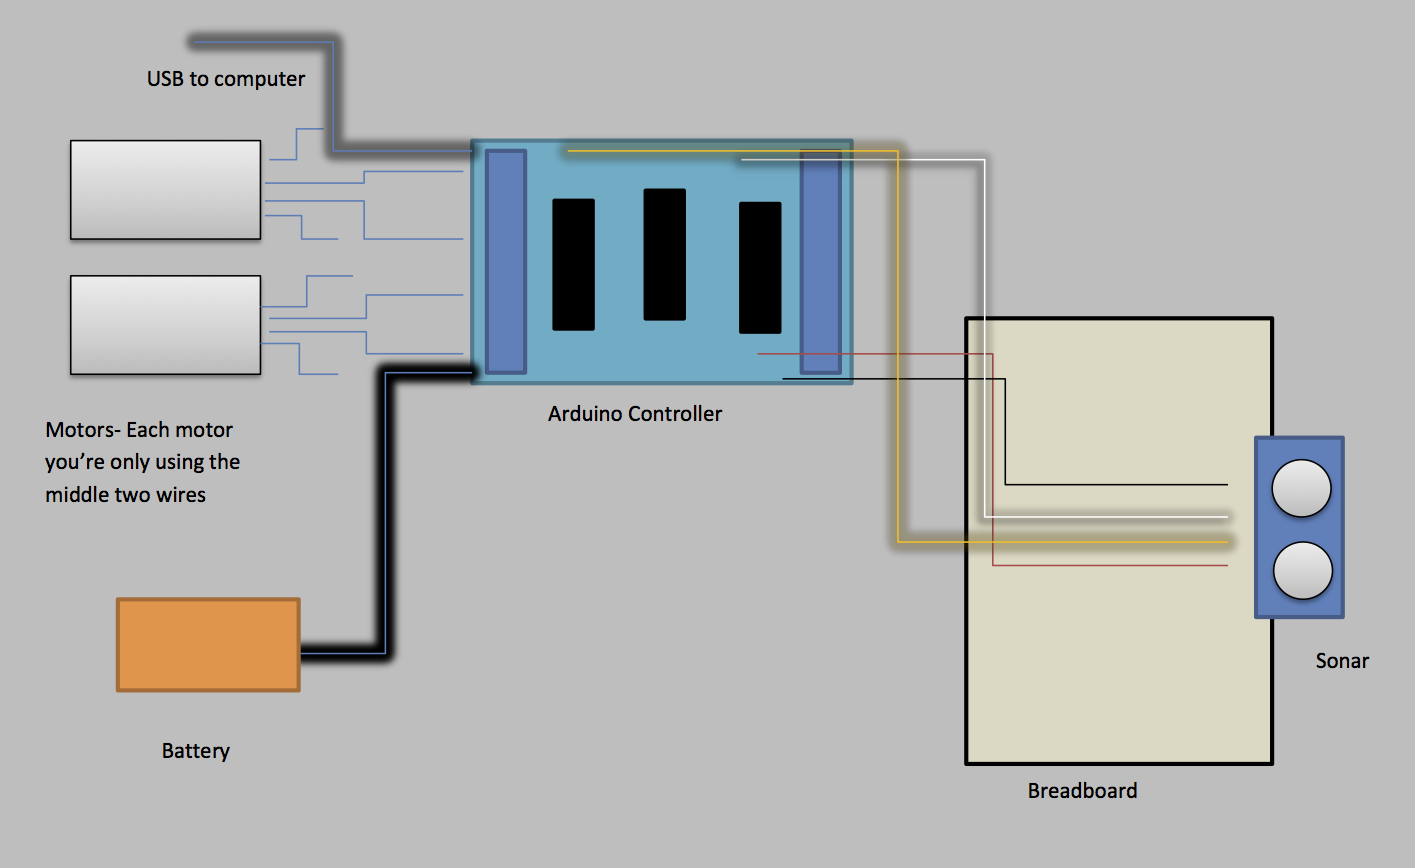 USB to computer
Arduino Controller
Motors- Each motor
you’re only using the
middle two wires
Sonar
Battery
Breadboard